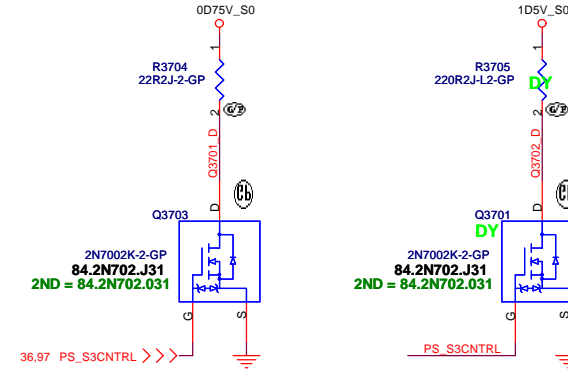 0D75V_S0
1
R3704
22R2J-2-GP
2
G/P
Q3701_D
Cb
D
Q3703
2N7002K-2-GP
84.2N702.J31
2ND = 84.2N702.031
G
S
36,97 PS_S3CNTRL
1D5V_S0
1
R3705
220R2J-L2-GP
DY
2
G/P
Q3702_D
D
Q3701
DY
2N7002K-2-GP
84.2N702.J31
2ND = 84.2N702.031
G
S
PS_S3CNTRL